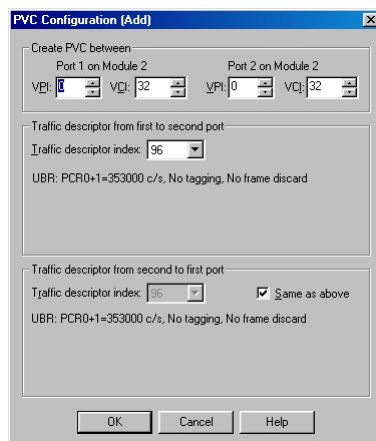 PVC Configuration (Add)
Create PVC between
Port 1 on Module 2 Port 2 on Module 2
VPI: 0 VCI: 32 VPI: 0 VCI: 32
Traffic descriptor from first to second port
Traffic descriptor index: 96
UBR: PCR0+1=353000 c/s, No tagging, No frame discard
Traffic descriptor from second to first port
Traffic descriptor index: 96 Same as above
UBR: PCR0+1=353000 c/s, No tagging, No frame discard
OK Cancel Help